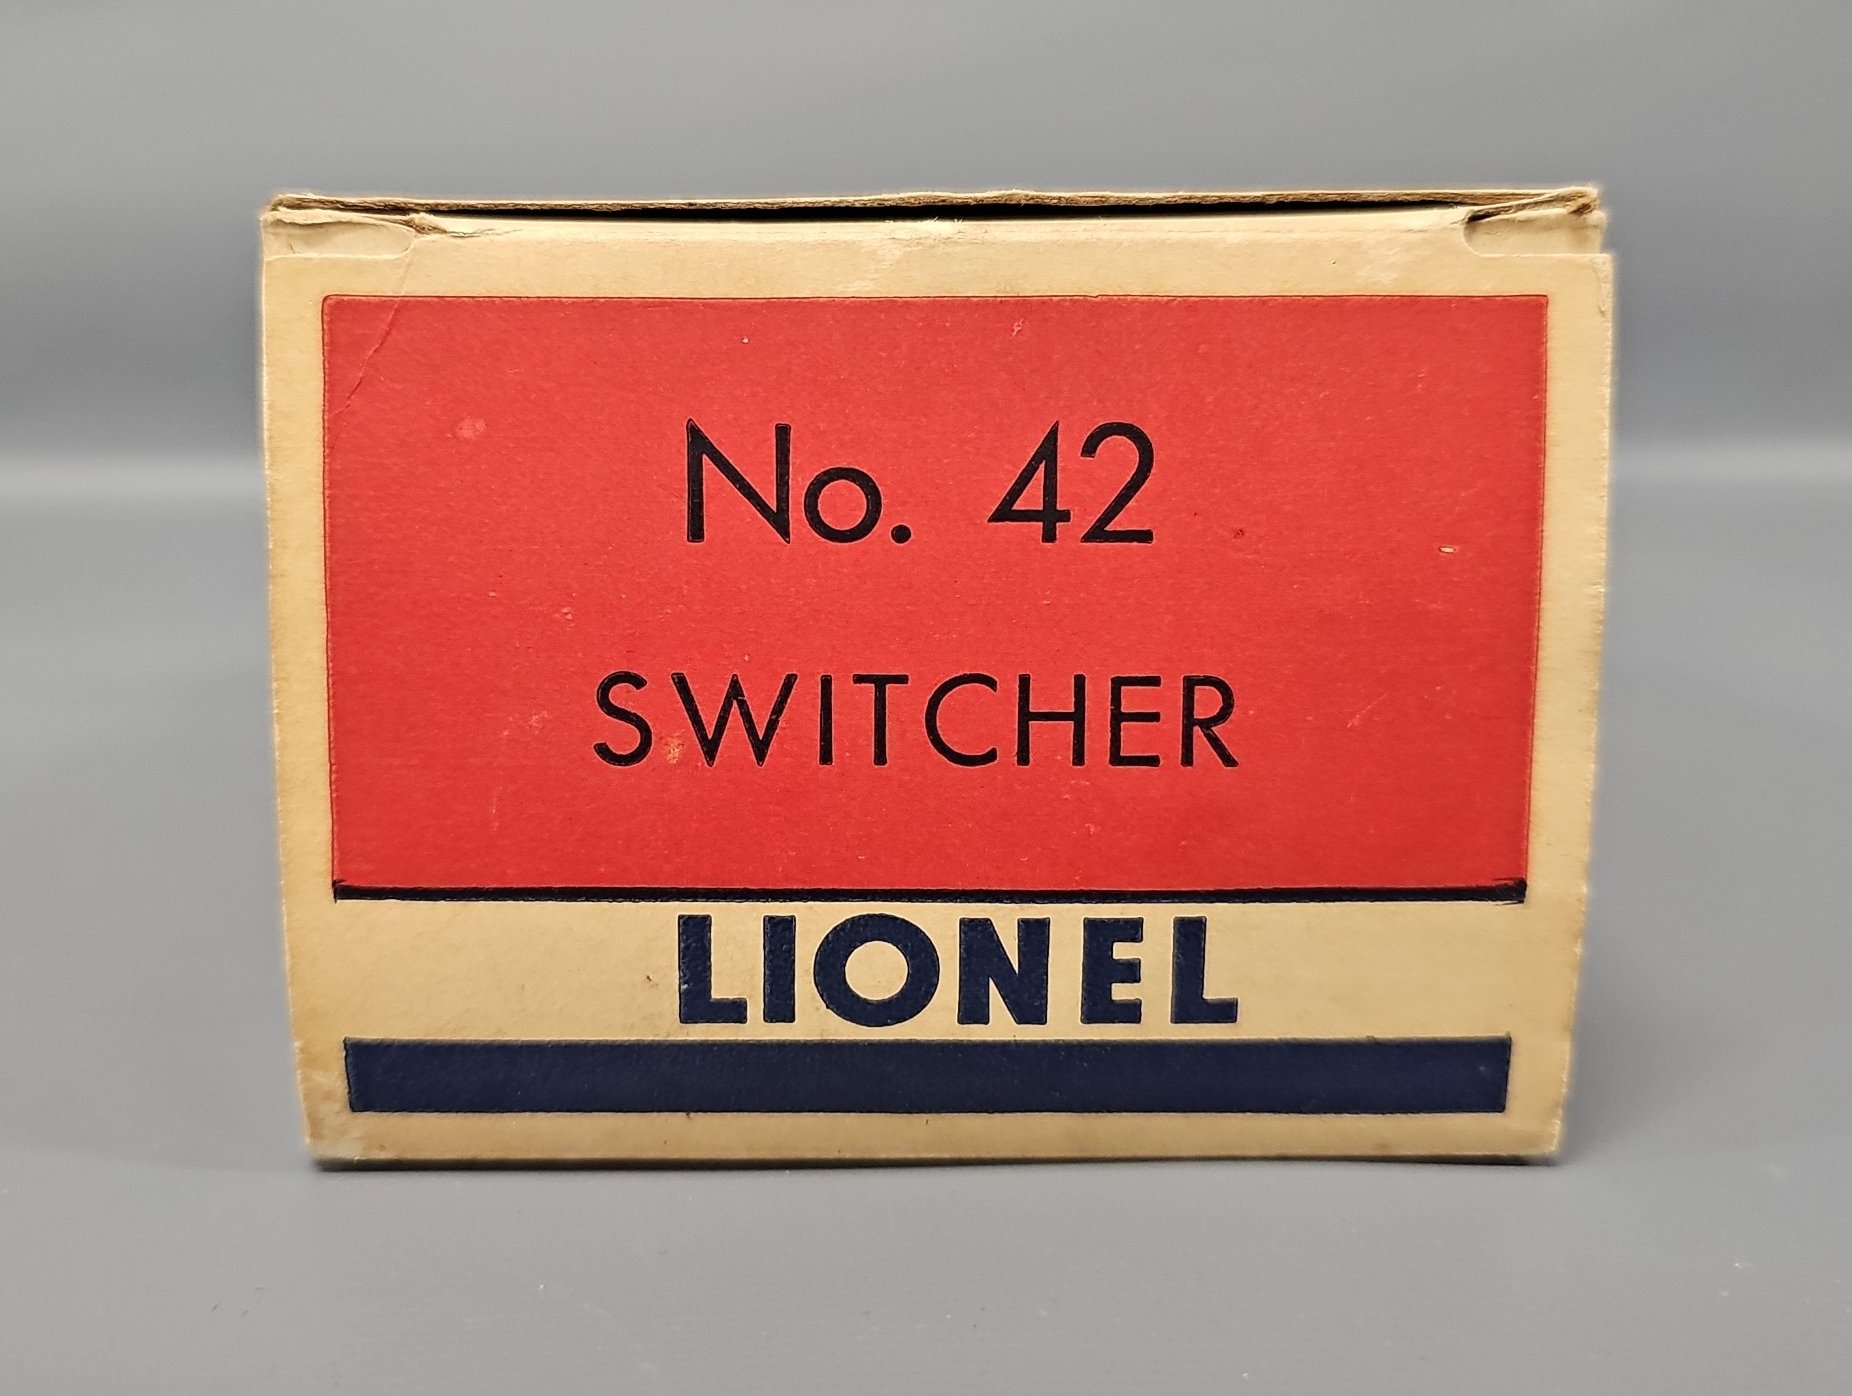 No. 42
SWITCHER
LIONEL